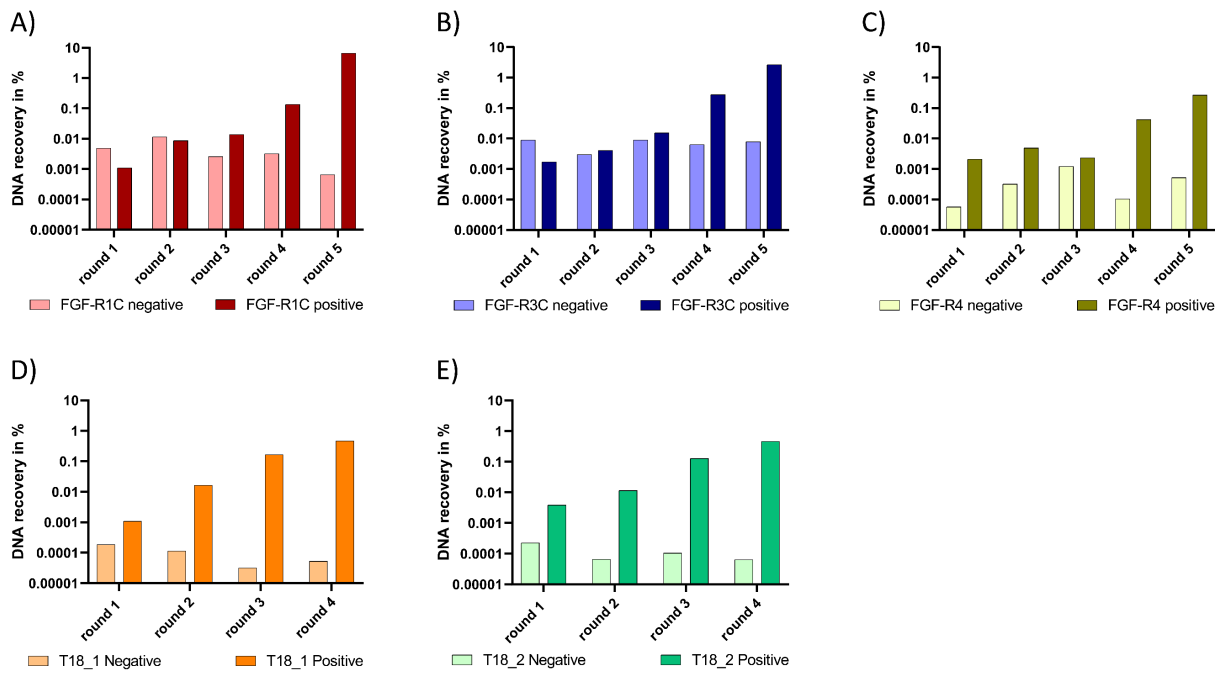 A)
DNA recovery in %
10
1
0.1
0.01
0.001
0.0001
0.00001
round 1
round 2
round 3
round 4
round 5
FGF-R1C negative
FGF-R1C positive
B)
DNA recovery in %
10
1
0.1
0.01
0.001
0.0001
0.00001
round 1
round 2
round 3
round 4
round 5
FGF-R3C negative
FGF-R3C positive
C)
DNA recovery in %
10
1
0.1
0.01
0.001
0.0001
0.00001
round 1
round 2
round 3
round 4
round 5
FGF-R4 negative
FGF-R4 positive
D)
DNA recovery in %
10
1
0.1
0.01
0.001
0.0001
0.00001
round 1
round 2
round 3
round 4
T18_1 Negative
T18_1 Positive
E)
DNA recovery in %
10
1
0.1
0.01
0.001
0.0001
0.00001
round 1
round 2
round 3
round 4
T18_2 Negative
T18_2 Positive